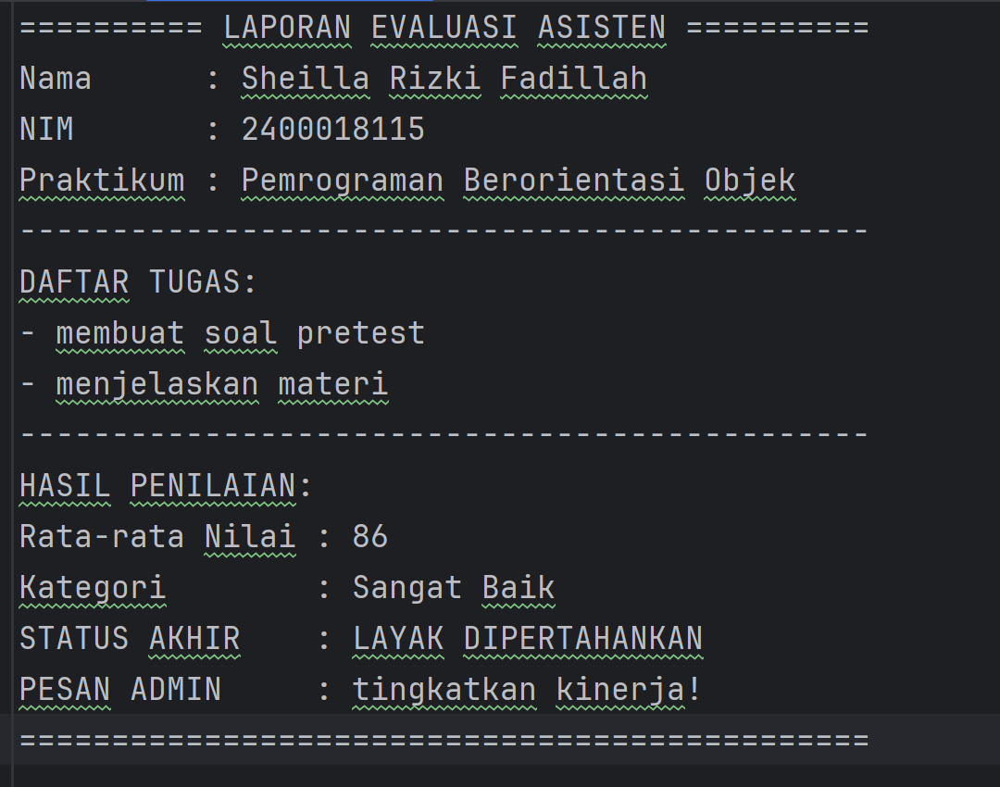 ========== LAPORAN EVALUASI ASISTEN ==========
Nama      : Sheilla Rizki Fadillah
NIM       : 2400018115
Praktikum : Pemrograman Berorientasi Objek
----------------------------------------------
DAFTAR TUGAS:
- membuat soal pretest
- menjelaskan materi
----------------------------------------------
HASIL PENILAIAN:
Rata-rata Nilai : 86
Kategori        : Sangat Baik
STATUS AKHIR    : LAYAK DIPERTAHANKAN
PESAN ADMIN     : tingkatkan kinerja!
==============================================